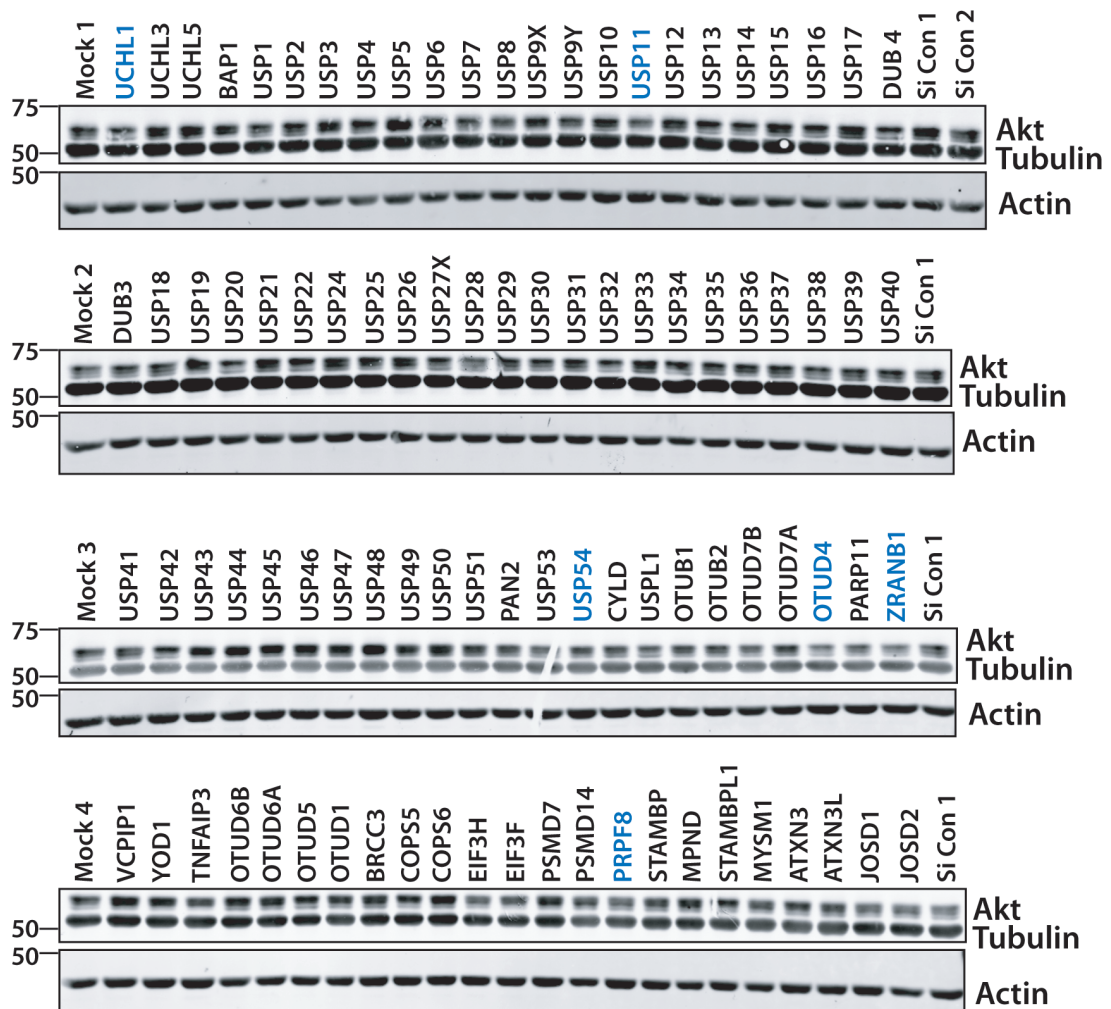 Mock 1 UCHL1 UCHL3 UCHL5 BAP1 USP1 USP2 USP3 USP4 USP5 USP6 USP7 USP8 USP9X USP9Y USP10 USP11 USP12 USP13 USP14 USP15 USP16 USP17 DUB 4 Si Con 1 Si Con 2
75
Akt
50 Tubulin
50
Actin
Mock 2 DUB3 USP18 USP19 USP20 USP21 USP22 USP24 USP25 USP26 USP27X USP28 USP29 USP30 USP31 USP32 USP33 USP34 USP35 USP36 USP37 USP38 USP39 USP40 Si Con 1
75
Akt
50 Tubulin
50
Actin
Mock 3 USP41 USP42 USP43 USP44 USP45 USP46 USP47 USP48 USP49 USP50 USP51 PAN2 USP53 USP54 CYLD USPL1 OTUB1 OTUB2 OTUD7B OTUD7A OTUD4 PARP11 ZRANB1 Si Con 1
75
Akt
50 Tubulin
50
Actin
Mock 4 VCPIP1 YOD1 TNFAIP3 OTUD6B OTUD6A OTUD5 OTUD1 BRCC3 COPS5 COPS6 EIF3H EIF3F PSMD7 PSMD14 PRPF8 STAMBP MPND STAMBPL1 MYSM1 ATXN3 ATXN3L JOSD1 JOSD2 Si Con 1
Akt
50 Tubulin
50
Actin